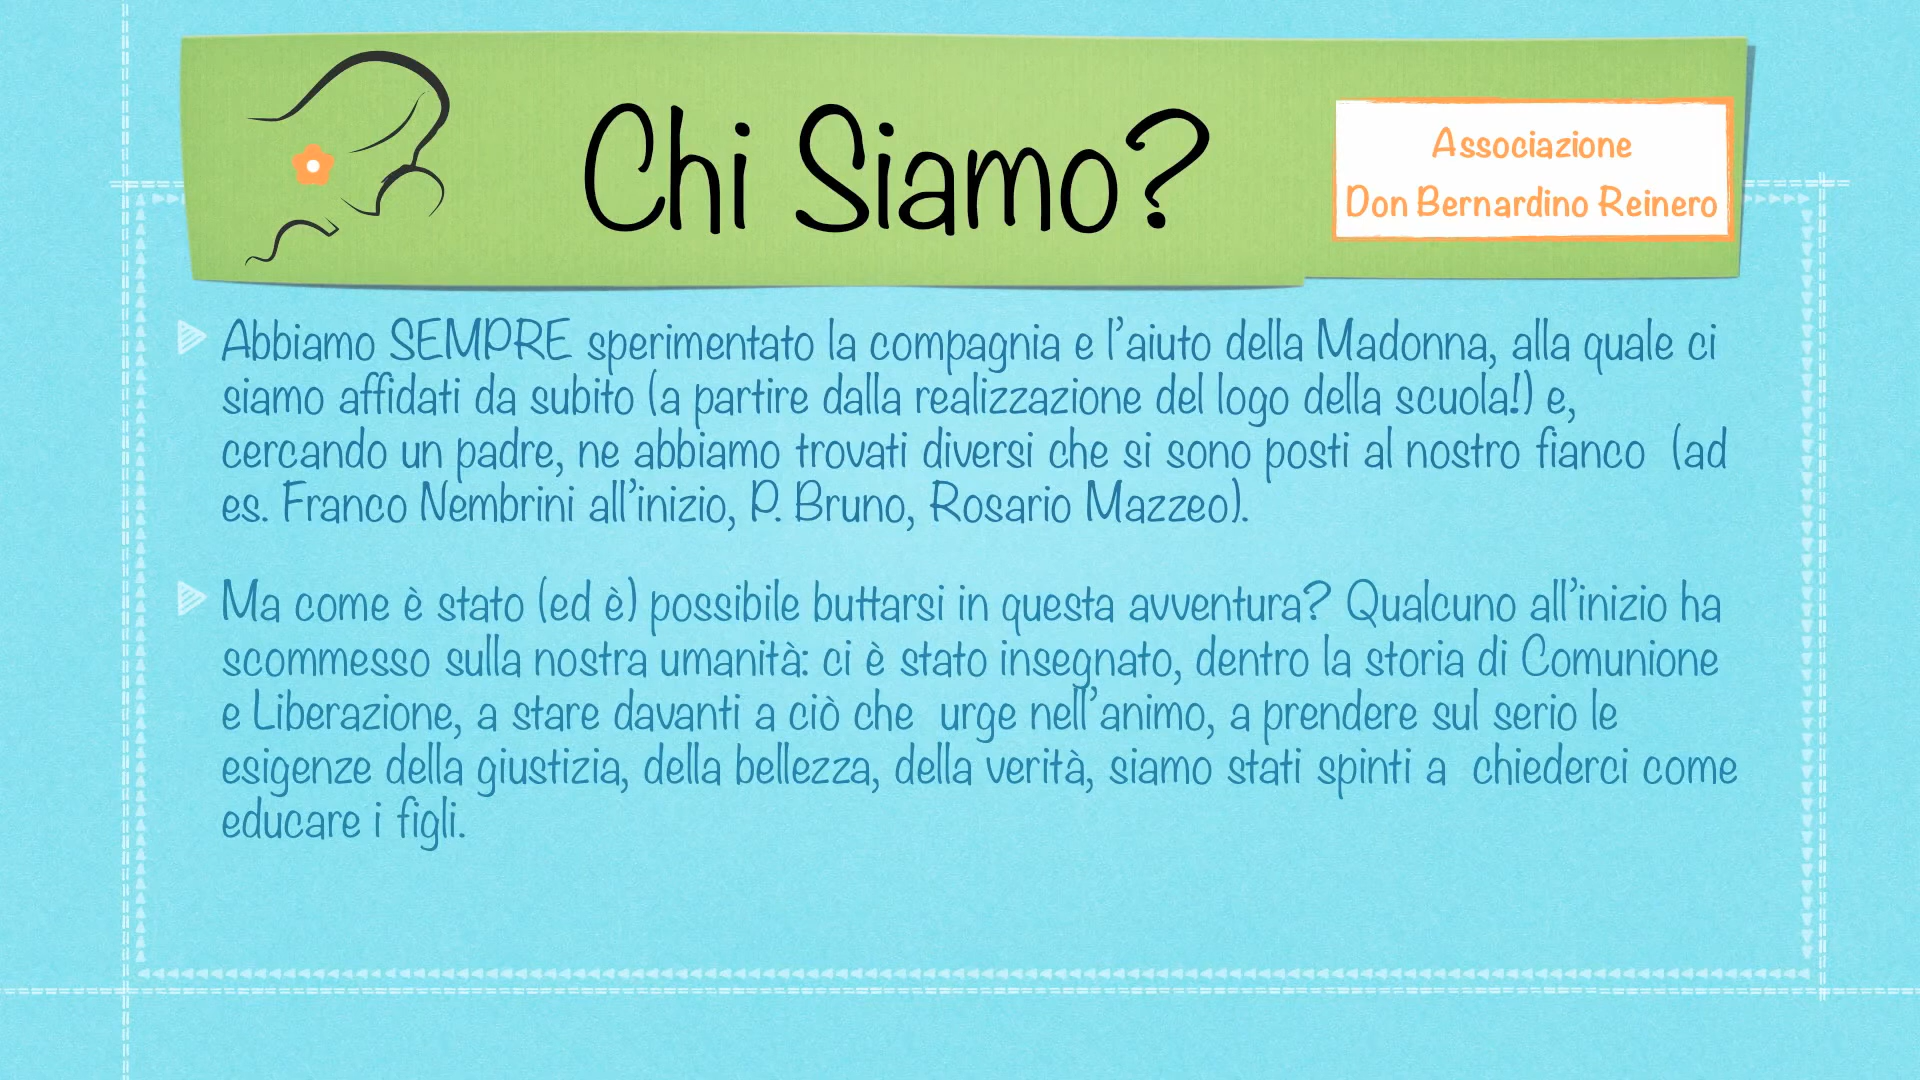 Chi Siamo?
Associazione
Don Bernardino Reinero
Abbiamo SEMPRE sperimentato la compagnia e l'aiuto della Madonna, alla quale ci
siamo affidati da subito (a partire dalla realizzazione del logo della scuola!) e,
cercando un padre, ne abbiamo trovati diversi che si sono posti al nostro fianco (ad
es. Franco Nembrini all'inizio, P. Bruno, Rosario Mazzeo).
Ma come è stato (ed è) possibile buttarsi in questa avventura? Qualcuno all'inizio ha
scommesso sulla nostra umanità: ci è stato insegnato, dentro la storia di Comunione
e Liberazione, a stare davanti a ciò che urge nell'animo, a prendere sul serio le
esigenze della giustizia, della bellezza, della verità, siamo stati spinti a chiederci come
educare i figli.